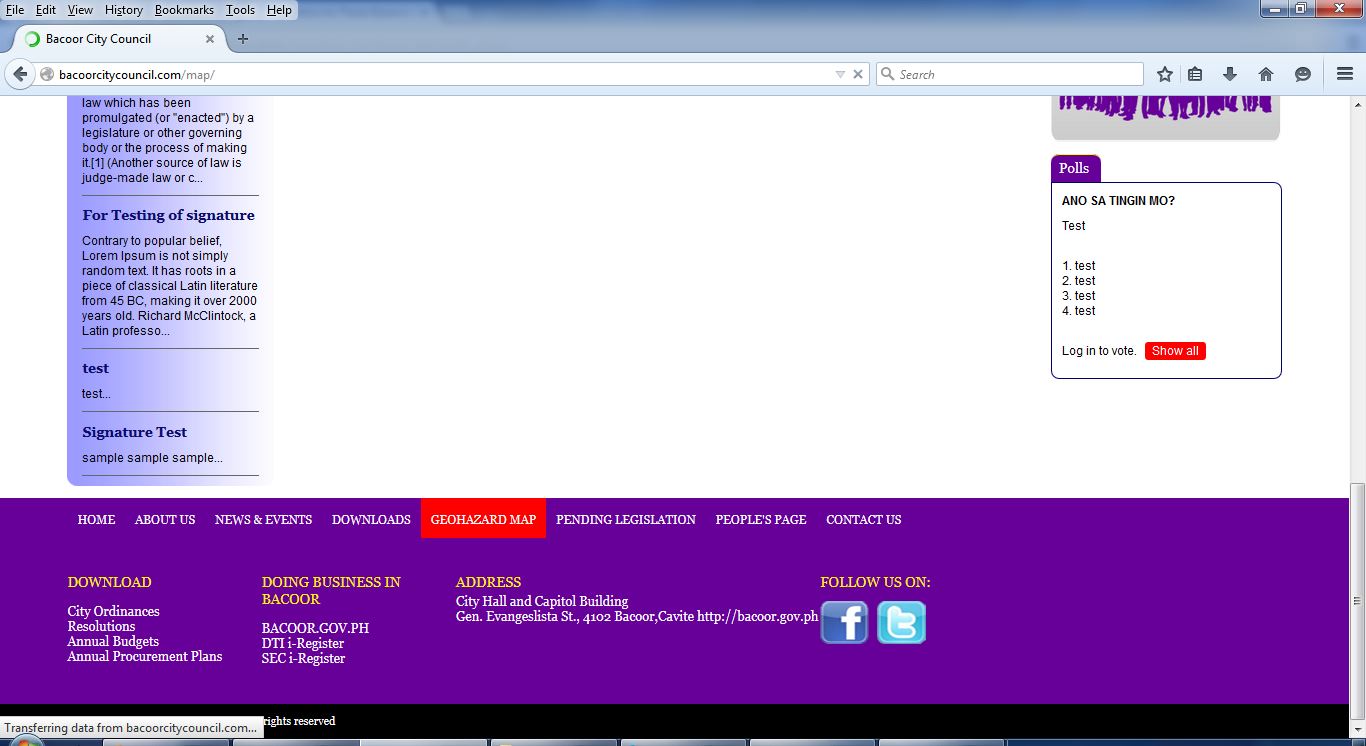 File Edit View History Bookmarks Tools Help
Bacoor City Council
bacoorcitycouncil.com/map/
Search
law which has been
promulgated (or "enacted") by a
legislature or other governing
body or the process of making
it.[1] (Another source of law is
judge-made law or c...
For Testing of signature
Contrary to popular belief,
Lorem Ipsum is not simply
random text. It has roots in a
piece of classical Latin literature
from 45 BC, making it over 2000
years old. Richard McClintock, a
Latin professo...
test
test...
Signature Test
sample sample sample...
Polls
ANO SA TINGIN MO?
Test
1. test
2. test
3. test
4. test
Log in to vote. Show all
HOME ABOUT US NEWS & EVENTS DOWNLOADS GEOHAZARD MAP PENDING LEGISLATION PEOPLE'S PAGE CONTACT US
DOWNLOAD
City Ordinances
Resolutions
Annual Budgets
Annual Procurement Plans
DOING BUSINESS IN
BACOOR
BACOOR.GOV.PH
DTI i-Register
SEC i-Register
ADDRESS
City Hall and Capitol Building
Gen. Evangeslista St., 4102 Bacoor,Cavite http://bacoor.gov.ph
FOLLOW US ON:
rights reserved
Transferring data from bacoorcitycouncil.com...